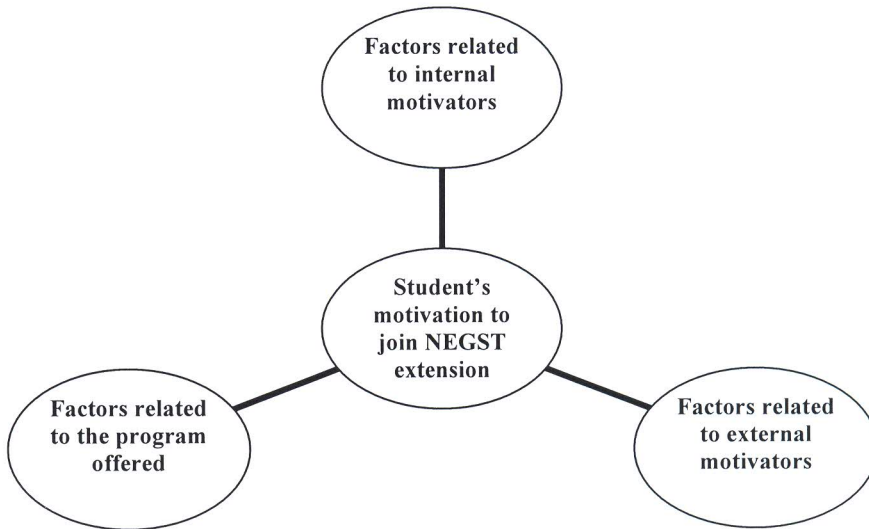 Factors related
to internal
motivators
Student's
motivation to
join NEGST
extension
Factors related
to the program
offered
Factors related
to external
motivators